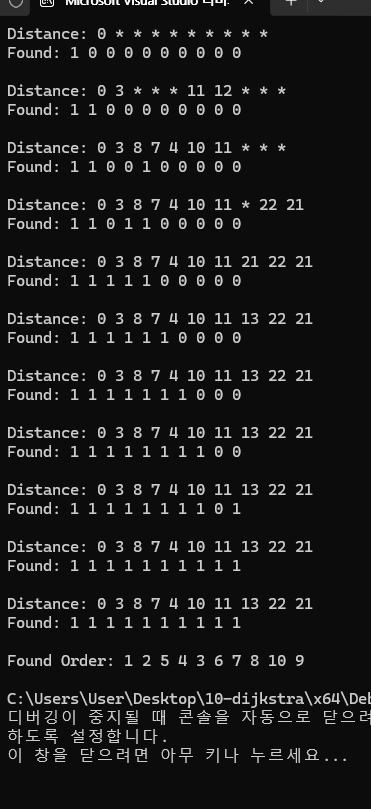 Microsoft Visual Studio 디버
Distance: 0 * * * * * * * * *
Found: 1 0 0 0 0 0 0 0 0 0
Distance: 0 3 * * * 11 12 * * *
Found: 1 1 0 0 0 0 0 0 0 0
Distance: 0 3 8 7 4 10 11 * * *
Found: 1 1 0 0 1 0 0 0 0 0
Distance: 0 3 8 7 4 10 11 * 22 21
Found: 1 1 0 1 1 0 0 0 0 0
Distance: 0 3 8 7 4 10 11 21 22 21
Found: 1 1 1 1 1 0 0 0 0 0
Distance: 0 3 8 7 4 10 11 13 22 21
Found: 1 1 1 1 1 1 0 0 0 0
Distance: 0 3 8 7 4 10 11 13 22 21
Found: 1 1 1 1 1 1 1 0 0 0
Distance: 0 3 8 7 4 10 11 13 22 21
Found: 1 1 1 1 1 1 1 1 0 0
Distance: 0 3 8 7 4 10 11 13 22 21
Found: 1 1 1 1 1 1 1 1 0 1
Distance: 0 3 8 7 4 10 11 13 22 21
Found: 1 1 1 1 1 1 1 1 1 1
Distance: 0 3 8 7 4 10 11 13 22 21
Found: 1 1 1 1 1 1 1 1 1 1
Found Order: 1 2 5 4 3 6 7 8 10 9
C:\Users\User\Desktop\10-dijkstra\x64\Deb
디버깅이 중지될 때 콘솔을 자동으로 닫으려
하도록 설정합니다.
이 창을 닫으려면 아무 키나 누르세요...